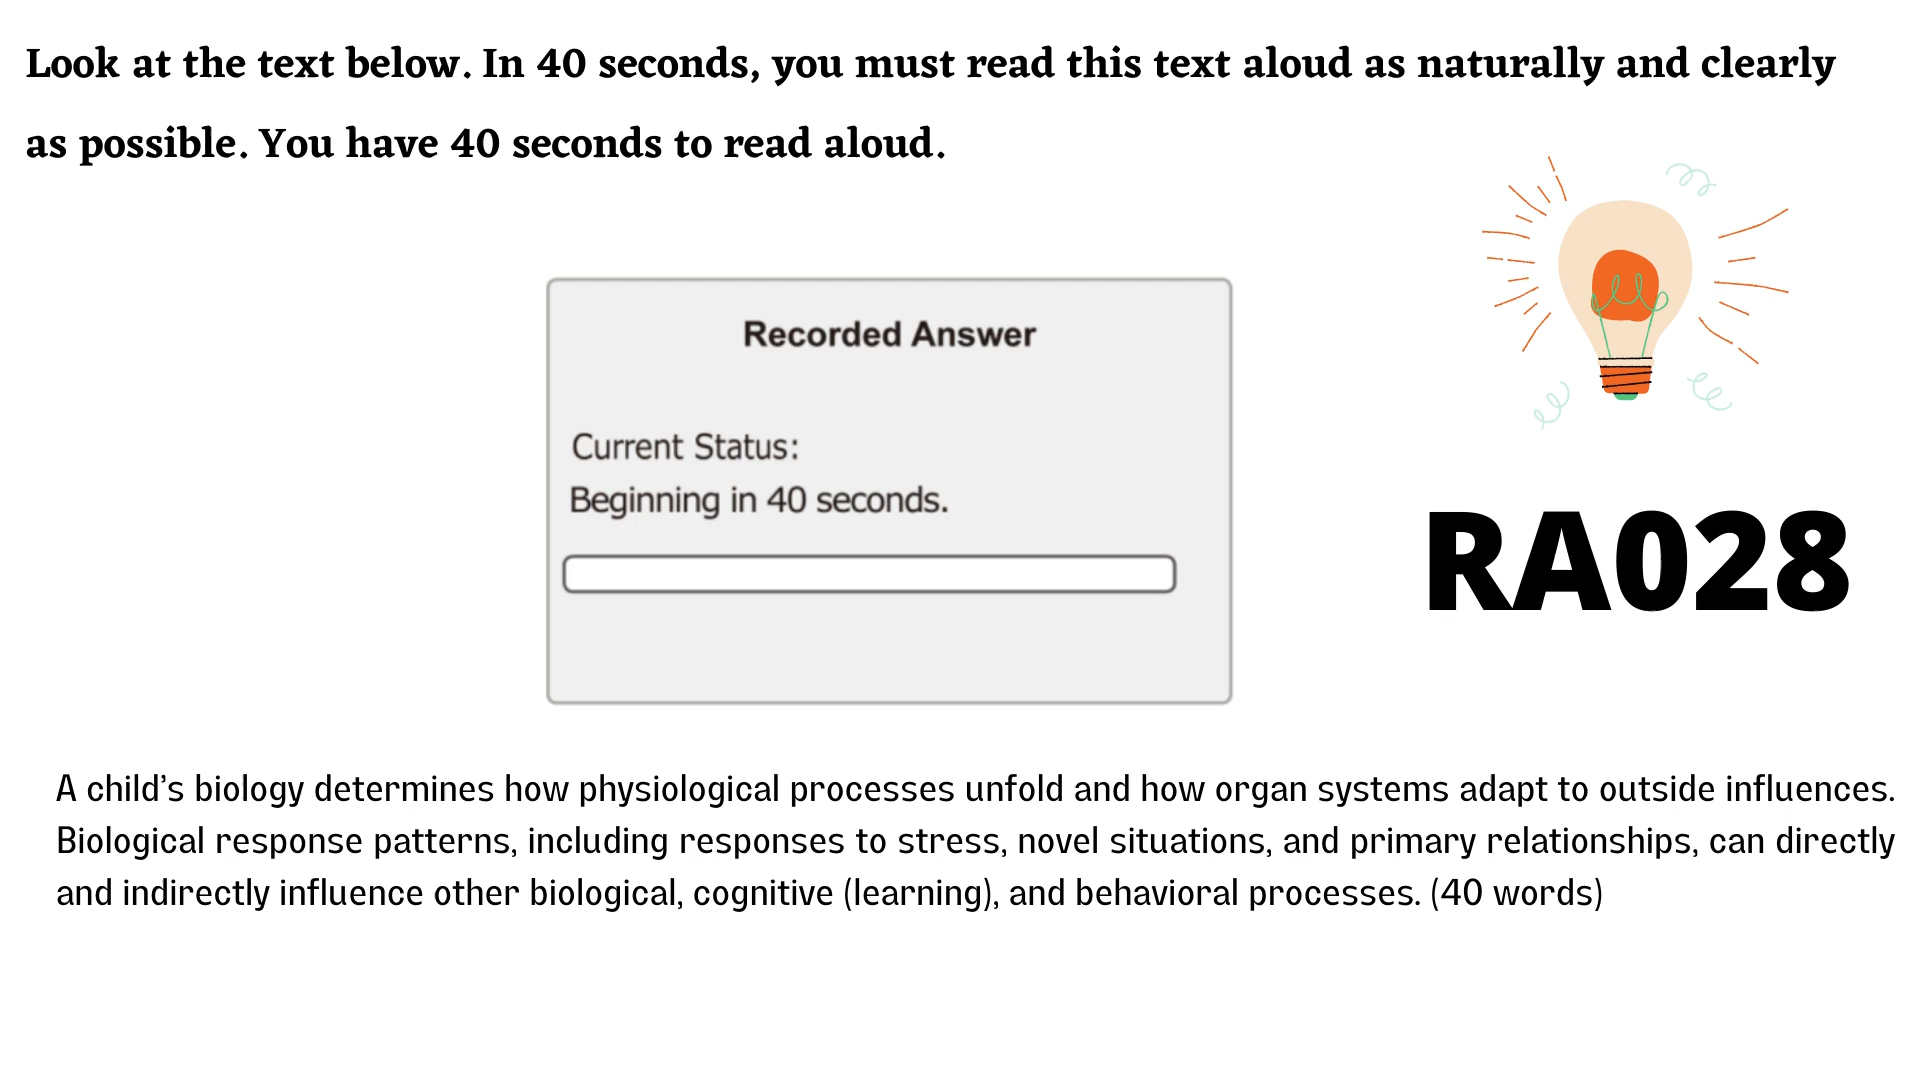 Look at the text below. In 40 seconds, you must read this text aloud as naturally and clearly
as possible. You have 40 seconds to read aloud.
Recorded Answer
Current Status:
Beginning in 40 seconds.
RA028
A child’s biology determines how physiological processes unfold and how organ systems adapt to outside influences.
Biological response patterns, including responses to stress, novel situations, and primary relationships, can directly
and indirectly influence other biological, cognitive (learning), and behavioral processes. (40 words)